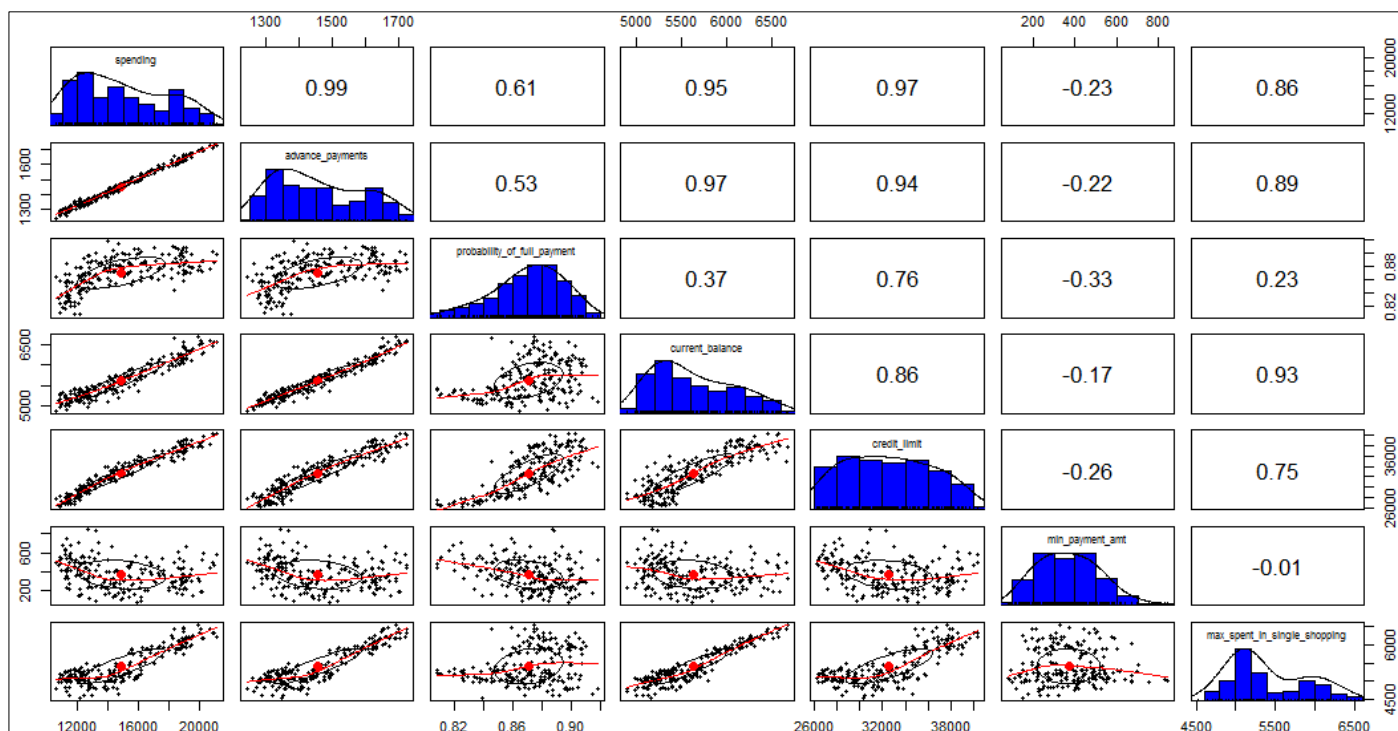 1300 1500 1700 5000 5500 6000 6500 200 400 600 800
spending 0.99 0.61 0.95 0.97 -0.23 0.86 12000 20000
1300 1600 advance_payments 0.53 0.97 0.94 -0.22 0.89
probability_of_full_payment 0.37 0.76 -0.33 0.23 0.82 0.88
5000 6500 current_balance 0.86 -0.17 0.93
credit_limit -0.26 0.75 26000 36000
200 600 min_payment_amt -0.01
max_spent_in_single_shopping 4500 6000
12000 16000 20000 0.82 0.86 0.90 26000 32000 38000 4500 5500 6500